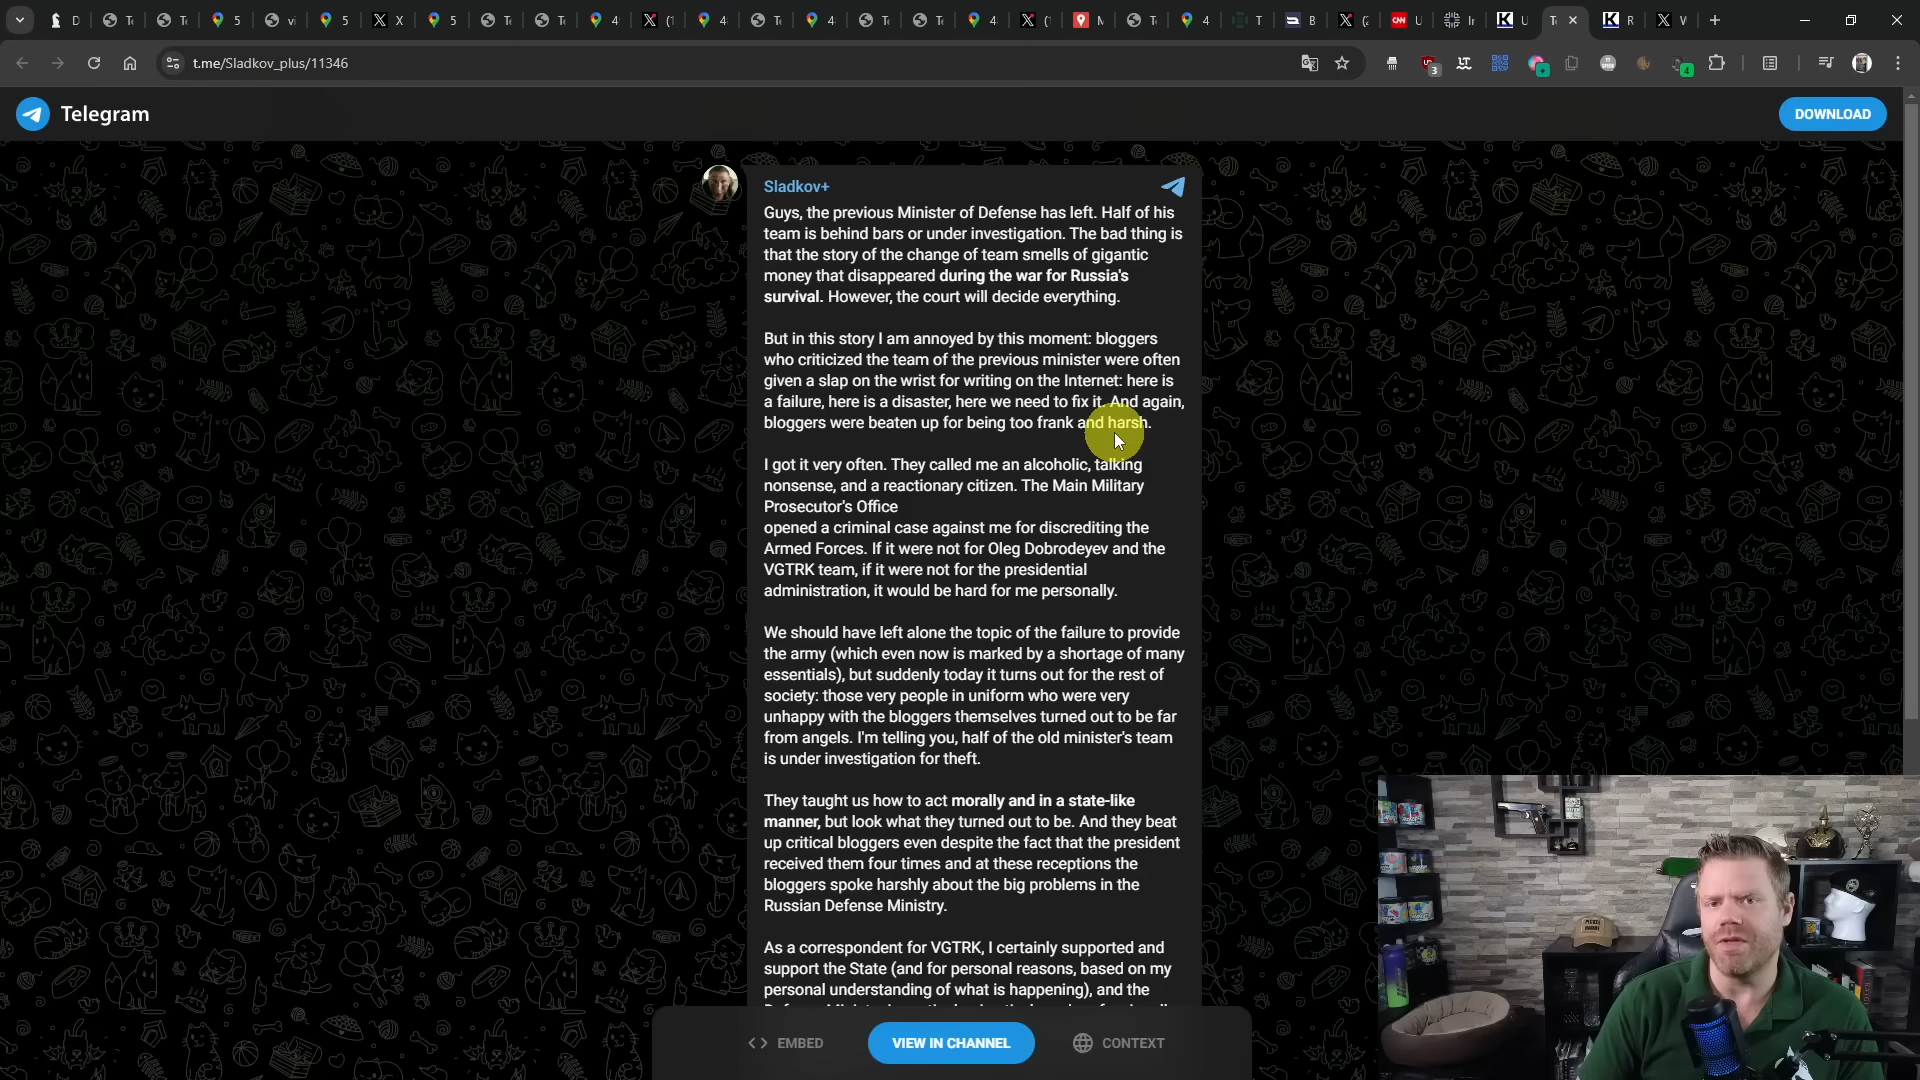 D
5
5
X
5
4
4
4
4
M
4
T
B
CNN
U
K
U
K
R
t.me/Sladkov_plus/11346
3
4
Telegram
DOWNLOAD
Sladkov+
Guys, the previous Minister of Defense has left. Half of his
team is behind bars or under investigation. The bad thing is
that the story of the change of team smells of gigantic
money that disappeared during the war for Russia's
survival. However, the court will decide everything.
But in this story I am annoyed by this moment: bloggers
who criticized the team of the previous minister were often
given a slap on the wrist for writing on the Internet: here is
a failure, here is a disaster, here we need to fix it. And again,
bloggers were beaten up for being too frank and harsh.
I got it very often. They called me an alcoholic, talking
nonsense, and a reactionary citizen. The Main Military
Prosecutor's Office
opened a criminal case against me for discrediting the
Armed Forces. If it were not for Oleg Dobrodeyev and the
VGTRK team, if it were not for the presidential
administration, it would be hard for me personally.
We should have left alone the topic of the failure to provide
the army (which even now is marked by a shortage of many
essentials), but suddenly today it turns out for the rest of
society: those very people in uniform who were very
unhappy with the bloggers themselves turned out to be far
from angels. I'm telling you, half of the old minister's team
is under investigation for theft.
They taught us how to act morally and in a state-like
manner, but look what they turned out to be. And they beat
up critical bloggers even despite the fact that the president
received them four times and at these receptions the
bloggers spoke harshly about the big problems in the
Russian Defense Ministry.
As a correspondent for VGTRK, I certainly supported and
support the State (and for personal reasons, based on my
personal understanding of what is happening), and the
EMBED
VIEW IN CHANNEL
CONTEXT